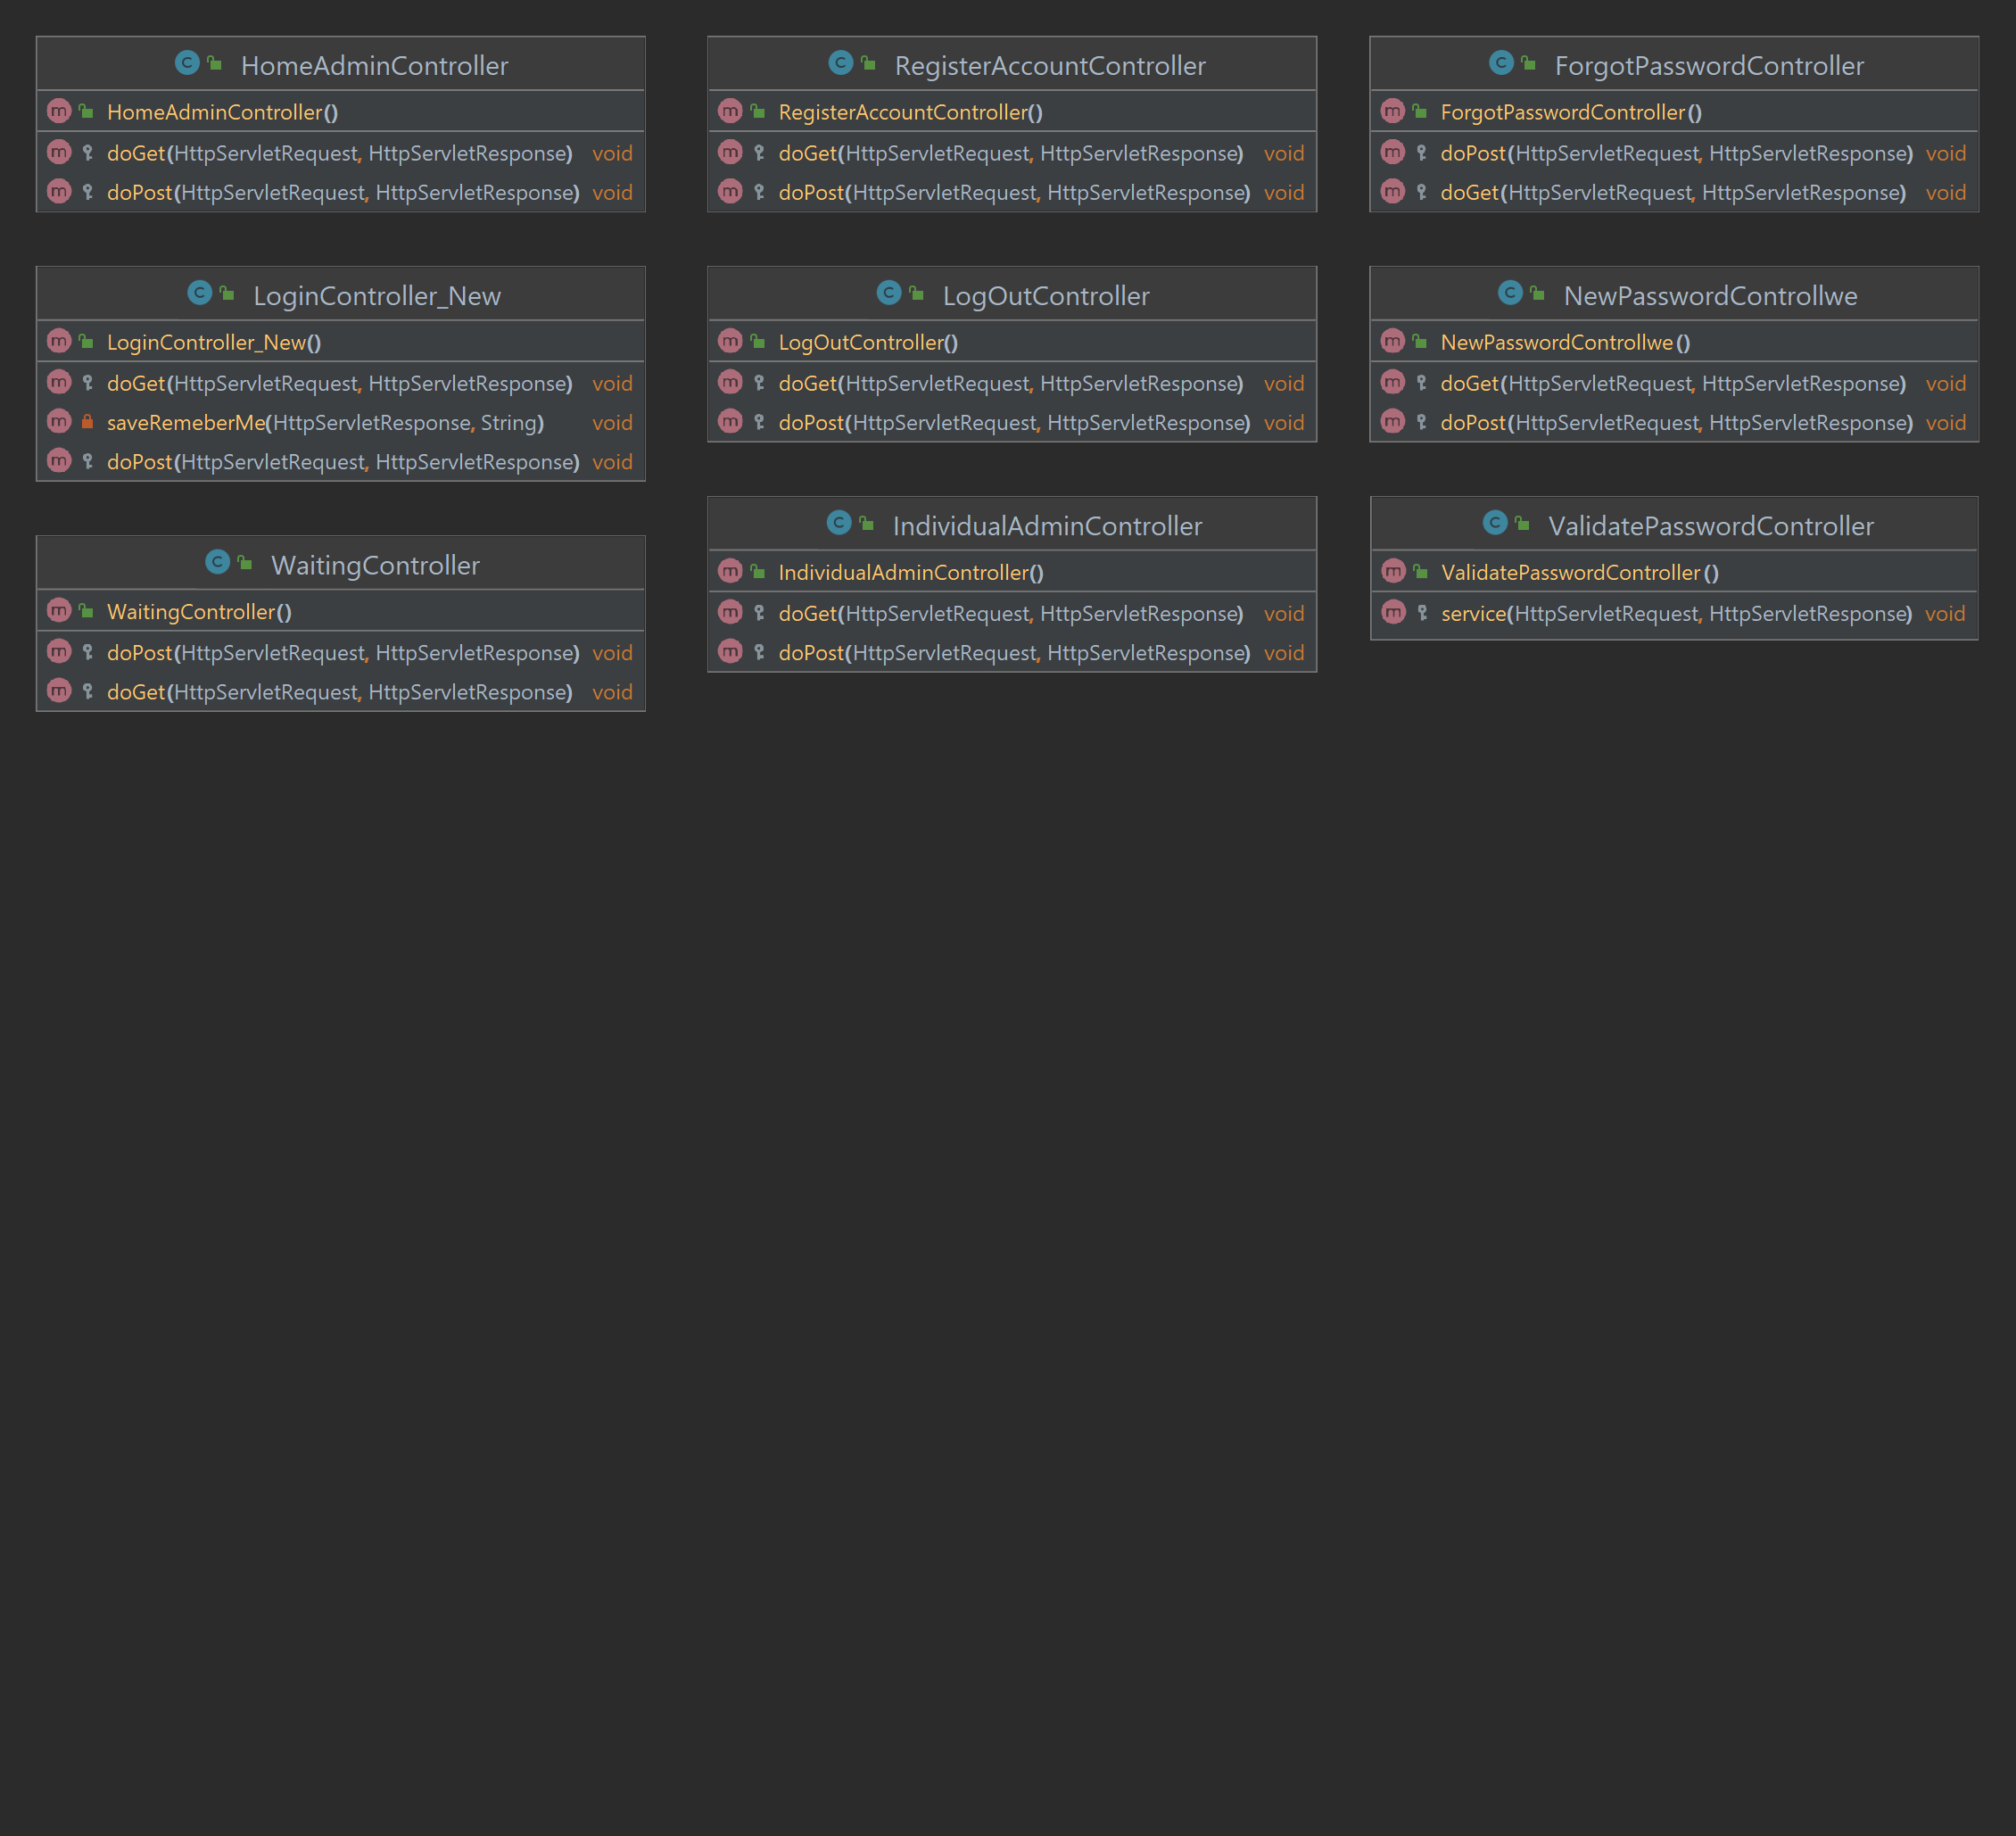 HomeAdminController
HomeAdminController()
doGet(HttpServletRequest, HttpServletResponse) void
doPost(HttpServletRequest, HttpServletResponse) void
RegisterAccountController
RegisterAccountController()
doGet(HttpServletRequest, HttpServletResponse) void
doPost(HttpServletRequest, HttpServletResponse) void
ForgotPasswordController
ForgotPasswordController()
doPost(HttpServletRequest, HttpServletResponse) void
doGet(HttpServletRequest, HttpServletResponse) void
LoginController_New
LoginController_New()
doGet(HttpServletRequest, HttpServletResponse) void
saveRemeberMe(HttpServletResponse, String) void
doPost(HttpServletRequest, HttpServletResponse) void
LogOutController
LogOutController()
doGet(HttpServletRequest, HttpServletResponse) void
doPost(HttpServletRequest, HttpServletResponse) void
NewPasswordControllwe
NewPasswordControllwe()
doGet(HttpServletRequest, HttpServletResponse) void
doPost(HttpServletRequest, HttpServletResponse) void
WaitingController
WaitingController()
doPost(HttpServletRequest, HttpServletResponse) void
doGet(HttpServletRequest, HttpServletResponse) void
IndividualAdminController
IndividualAdminController()
doGet(HttpServletRequest, HttpServletResponse) void
doPost(HttpServletRequest, HttpServletResponse) void
ValidatePasswordController
ValidatePasswordController()
service(HttpServletRequest, HttpServletResponse) void